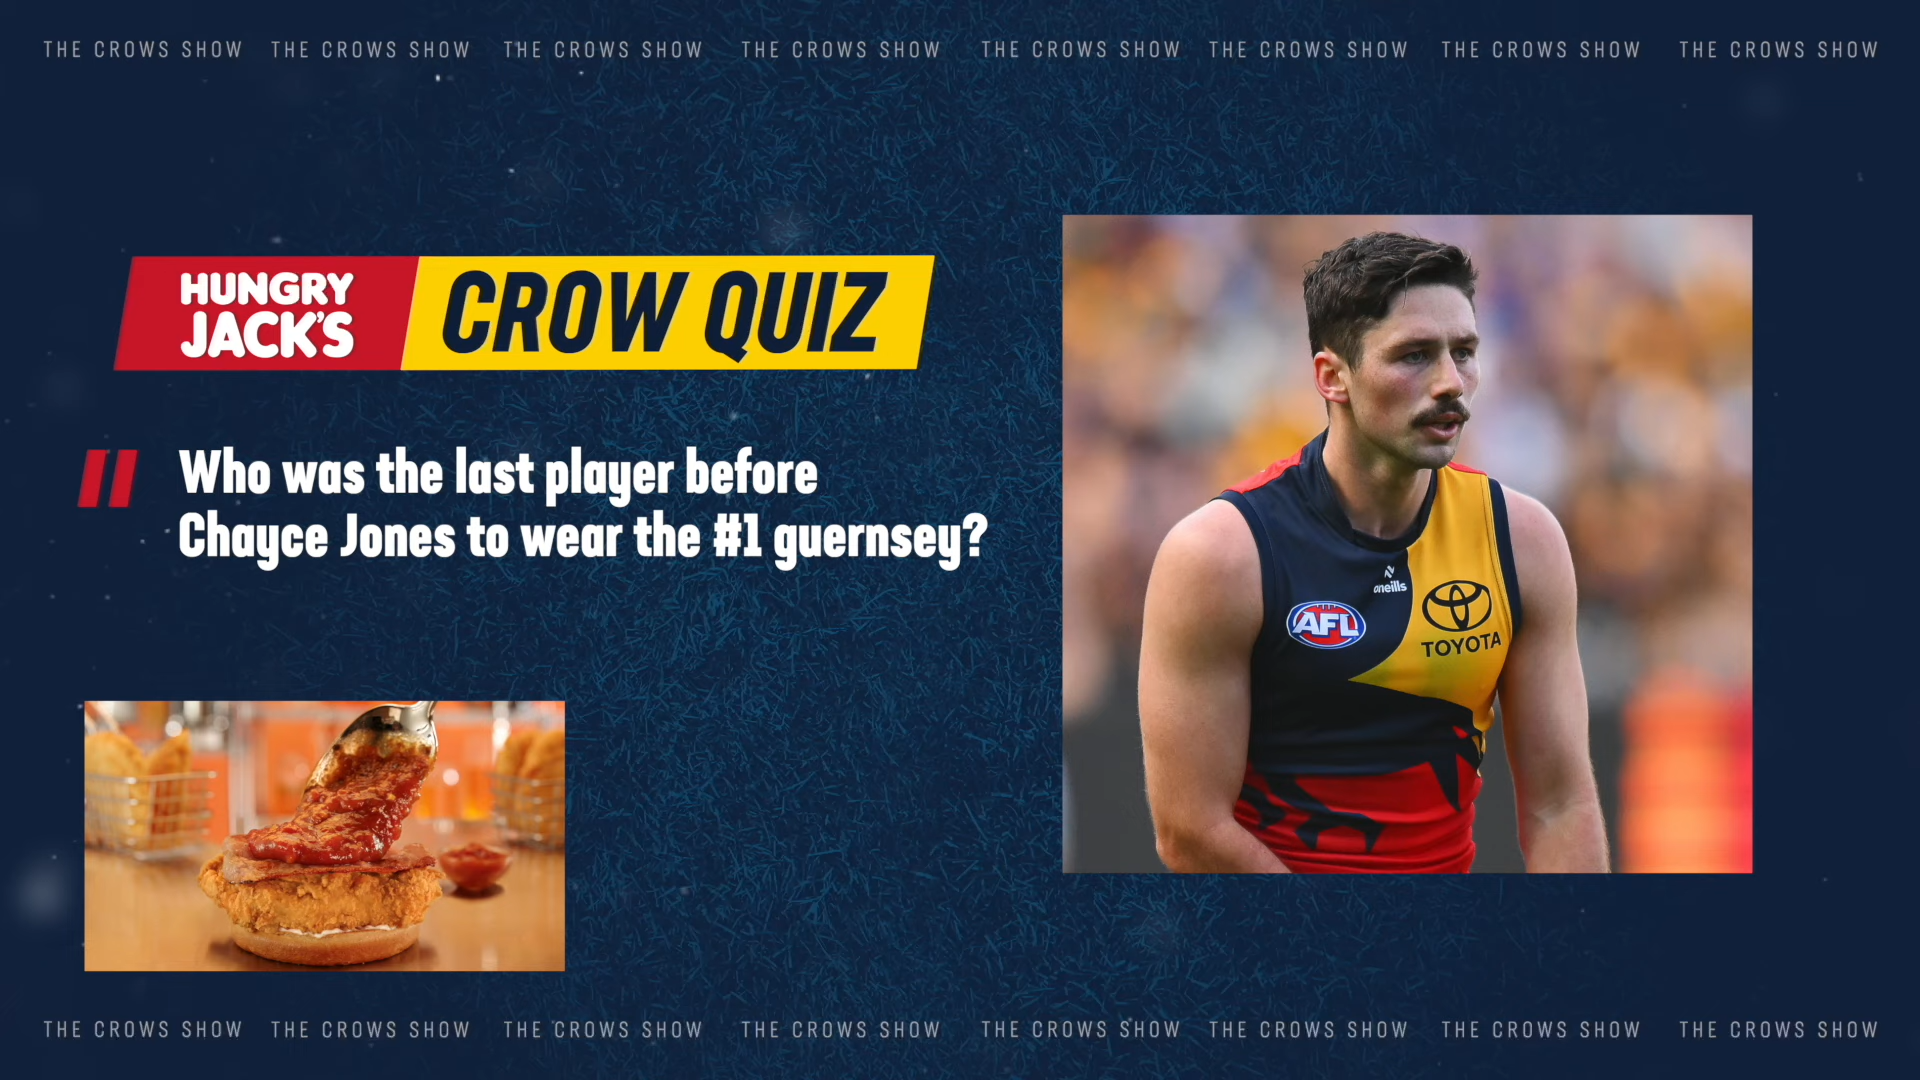 THE CROWS SHOW THE CROWS SHOW THE CROWS SHOW THE CROWS SHOW THE CROWS SHOW THE CROWS SHOW THE CROWS SHOW THE CROWS SHOW
HUNGRY
JACK'S
CROW QUIZ
Who was the last player before
Chayce Jones to wear the #1 guernsey?
oneills
AFL
TOYOTA
THE CROWS SHOW THE CROWS SHOW THE CROWS SHOW THE CROWS SHOW THE CROWS SHOW THE CROWS SHOW THE CROWS SHOW THE CROWS SHOW